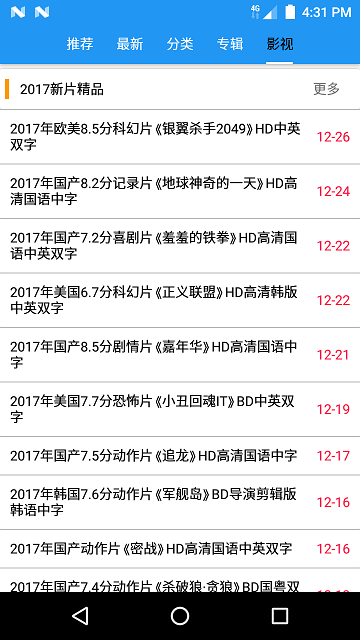 4G
4:31 PM
推荐 最新 分类 专辑 影视
2017新片精品 更多
2017年欧美8.5分科幻片《银翼杀手2049》HD中英
双字
12-26
2017年国产8.2分记录片《地球神奇的一天》HD高
清国语中字
12-24
2017年国产7.2分喜剧片《羞羞的铁拳》HD高清国
语中英双字
12-22
2017年美国6.7分科幻片《正义联盟》HD高清韩版
中英双字
12-22
2017年国产8.5分剧情片《嘉年华》HD高清国语中
字
12-21
2017年美国7.7分恐怖片《小丑回魂IT》BD中英双
字
12-19
2017年国产7.5分动作片《追龙》HD高清国语中字
12-17
2017年韩国7.6分动作片《军舰岛》BD导演剪辑版
韩语中字
12-16
2017年国产动作片《密战》HD高清国语中英双字
12-16
2017年国产7.4分动作片《杀破狼·贪狼》BD国粤双